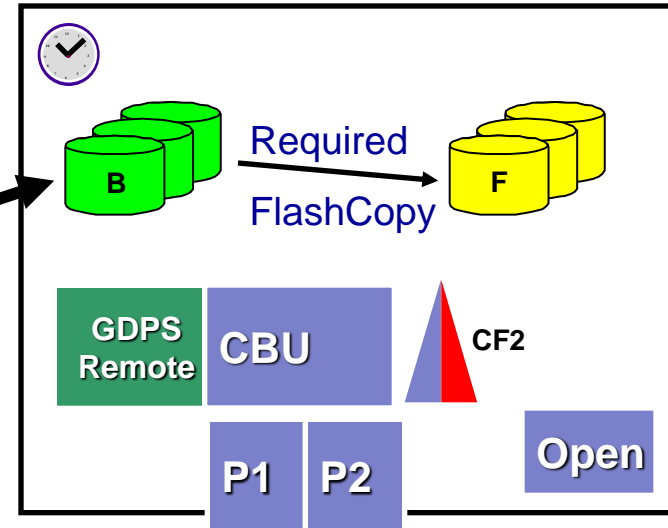 B
Required
FlashCopy
F
GDPS
Remote
CBU
CF2
P1
P2
Open